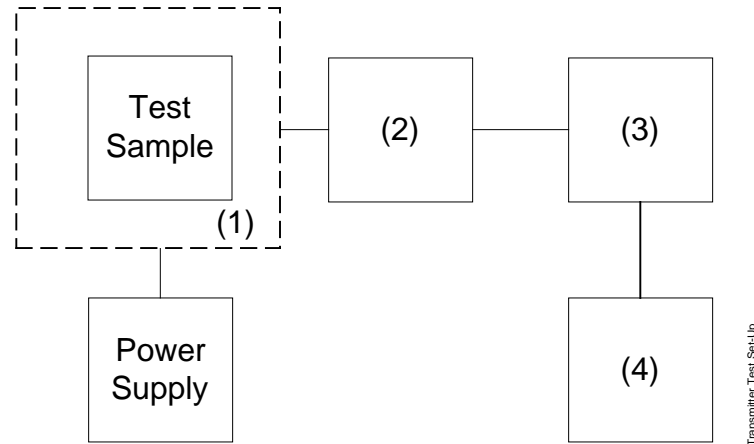 Test
Sample
(1)
(2)
(3)
Power
Supply
(4)
Transmitter Test Set-Up